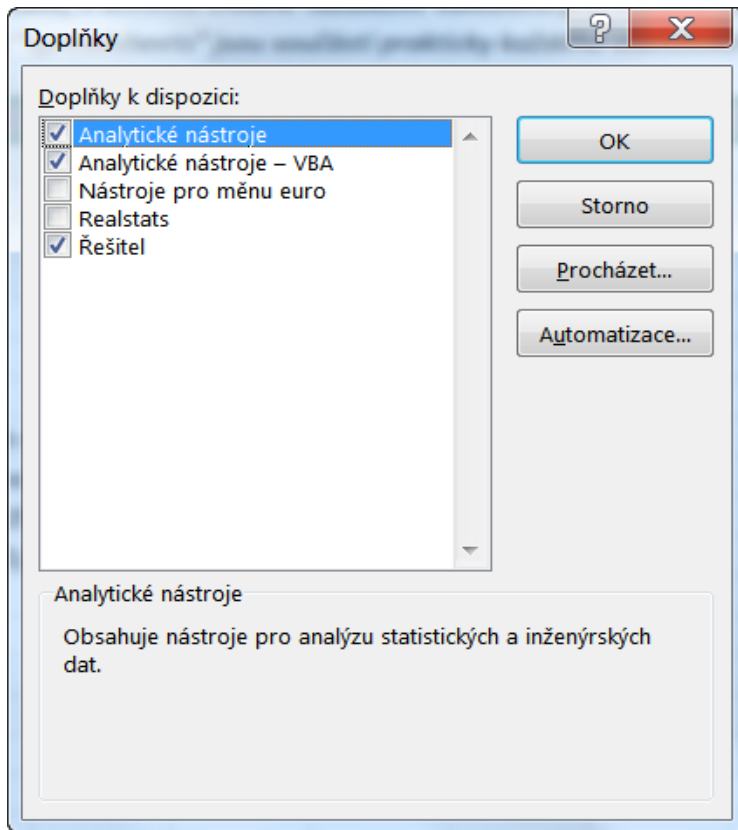 Doplňky
Doplňky k dispozici:
Analytické nástroje
Analytické nástroje – VBA
Nástroje pro měnu euro
Realstats
Řešitel
OK
Storno
Procházet...
Automatizace...
Analytické nástroje
Obsahuje nástroje pro analýzu statistických a inženýrských
dat.